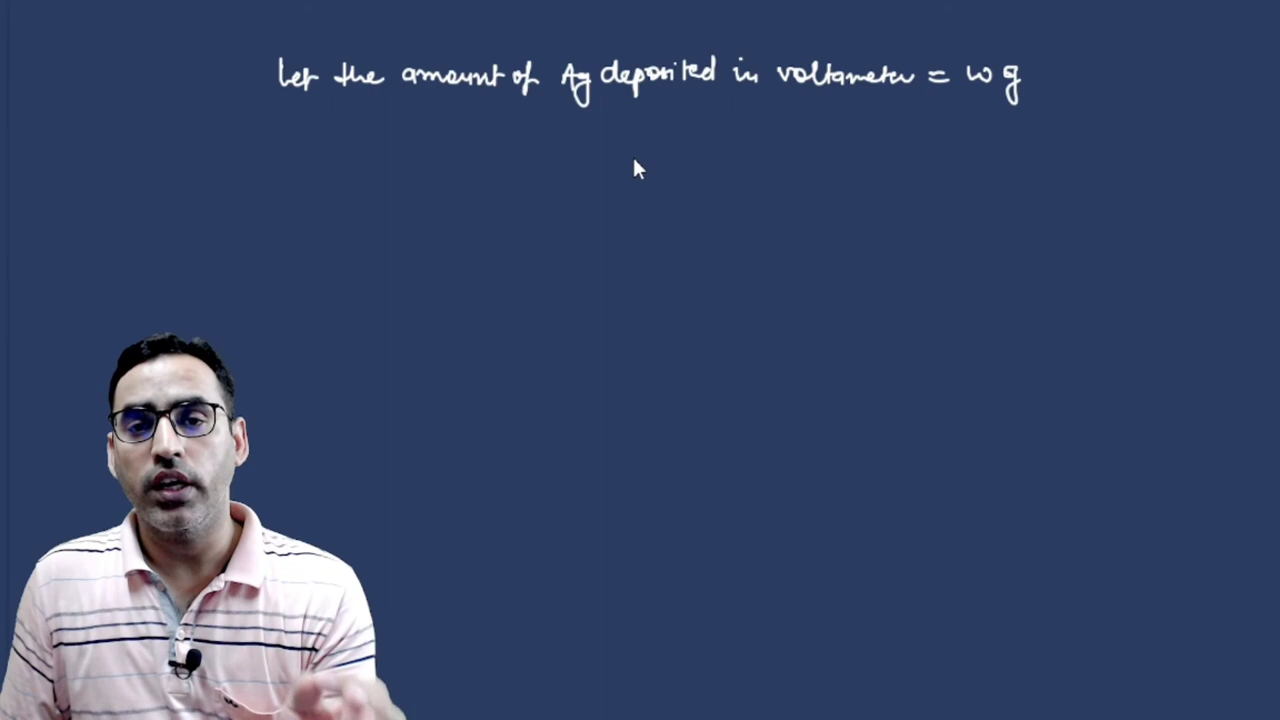 Let the amount of Ag deposited in voltameter = w g